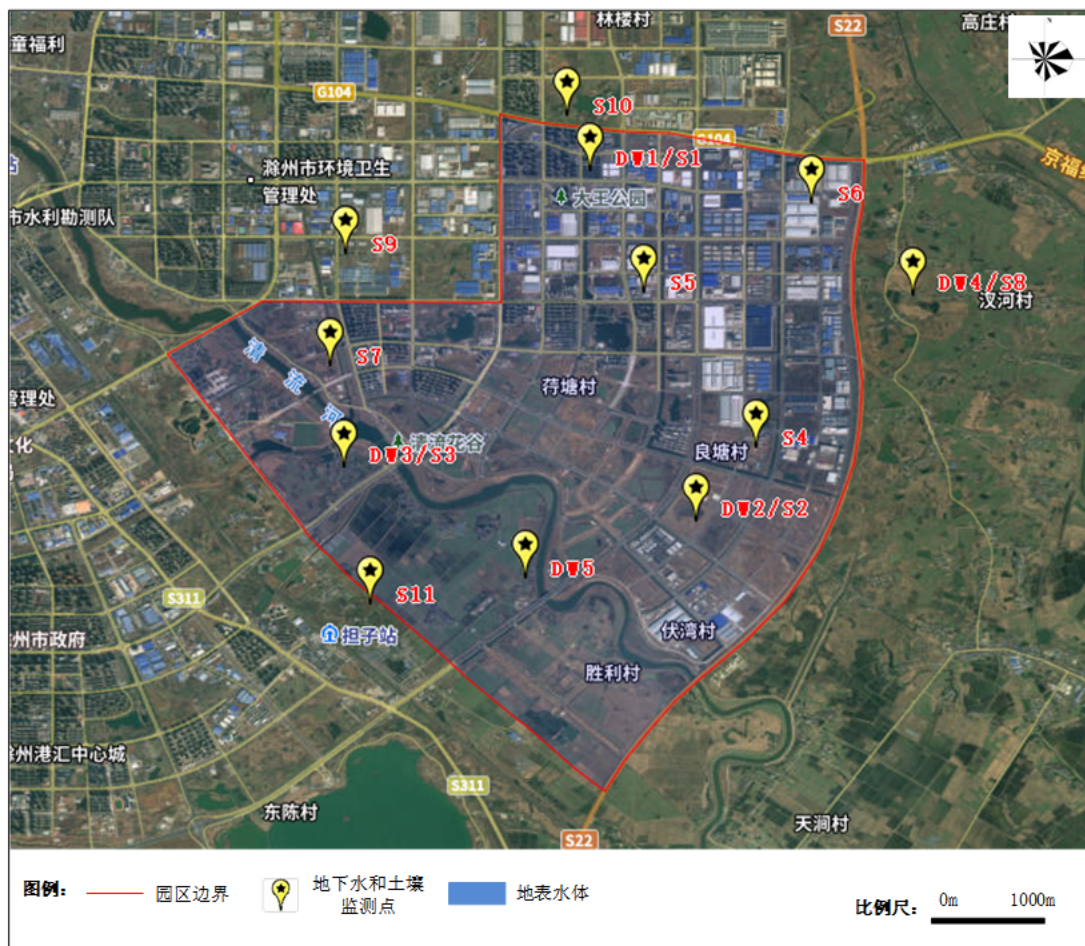 林楼村
高庄村
童福利
S22
G104
S10
滁州市环境卫生
管理处
DW1/S1
G104
京福线
大王公园
S6
市水利勘测队
S9
S5
DW4/S8
汊河村
清流河
S7
荇塘村
管理处
清流花谷
S4
DW3/S3
良塘村
DW2/S2
DW5
S11
S311
担子站
州市政府
伏湾村
胜利村
州港汇中心城
S311
东陈村
S22
天涧村
图例：
园区边界
地下水和土壤
监测点
地表水体
比例尺：
0m
1000m